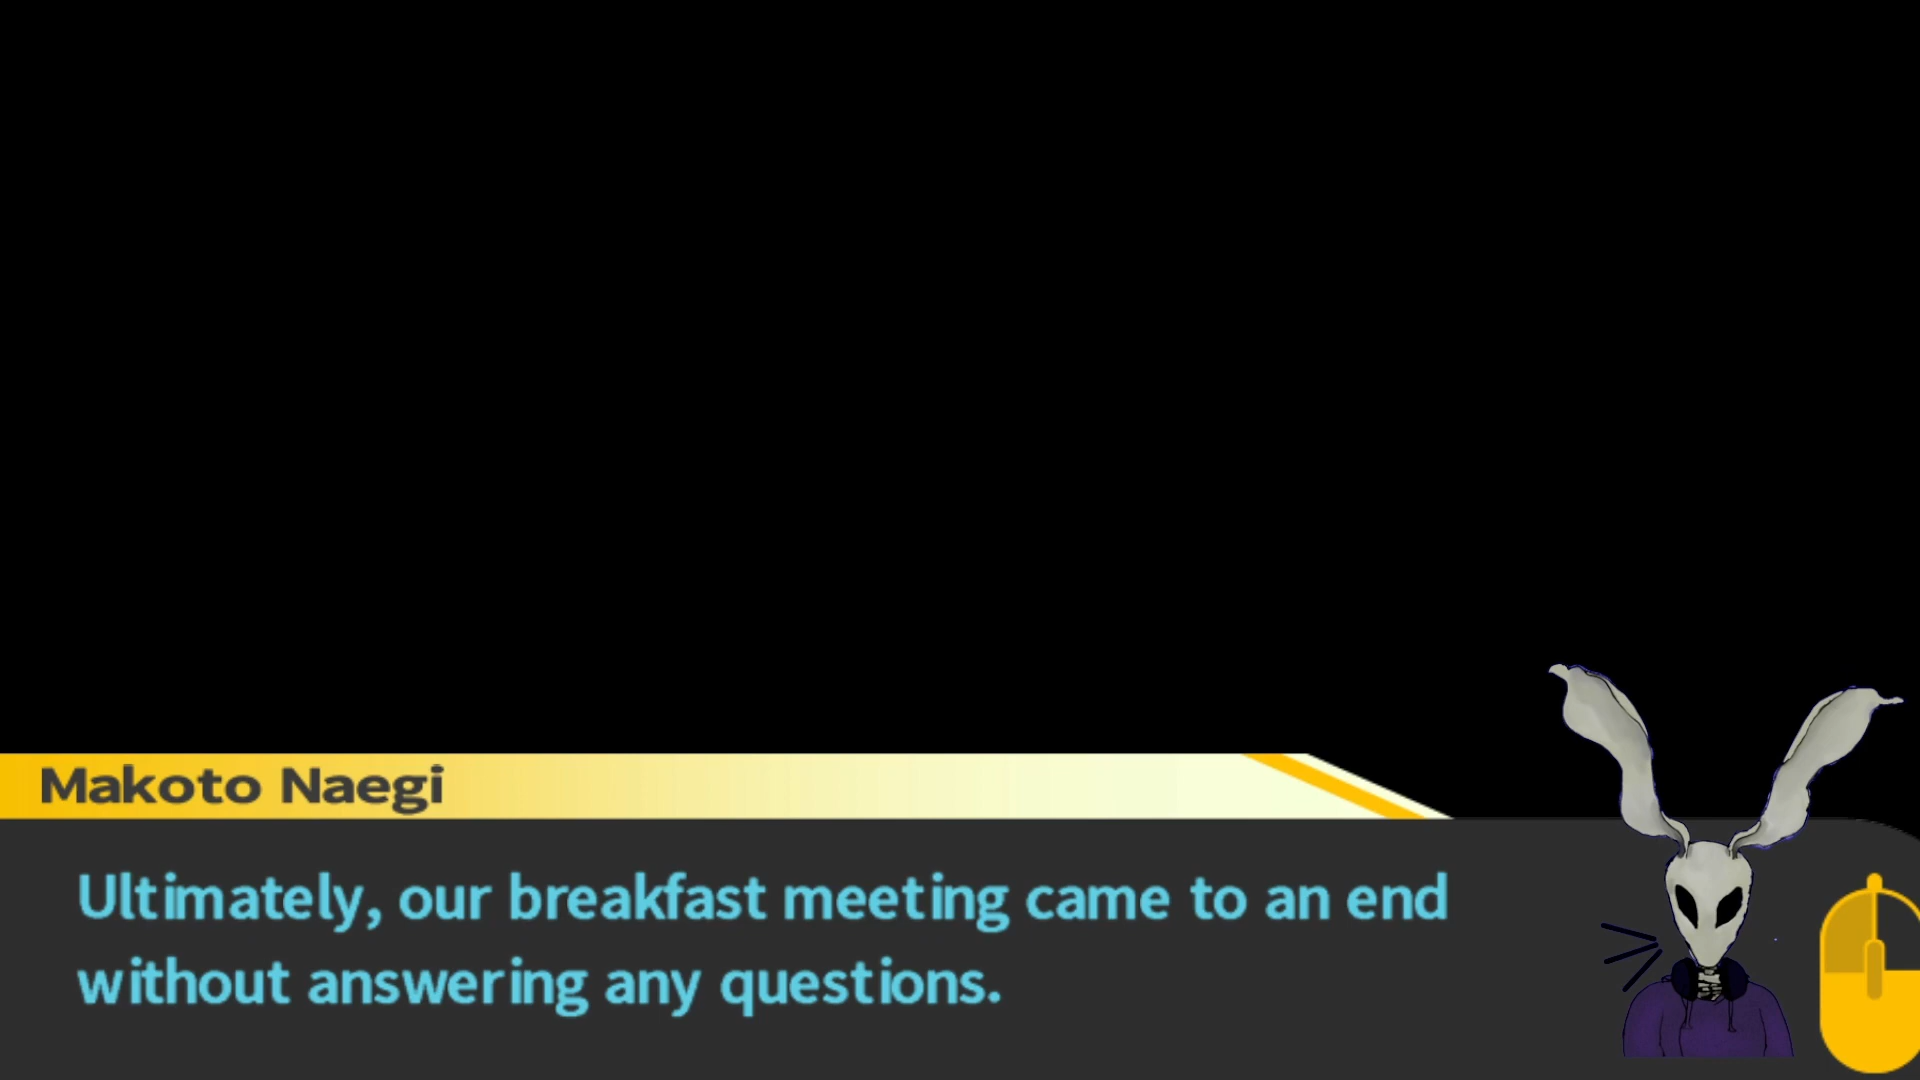 Makoto Naegi
Ultimately, our breakfast meeting came to an end
without answering any questions.